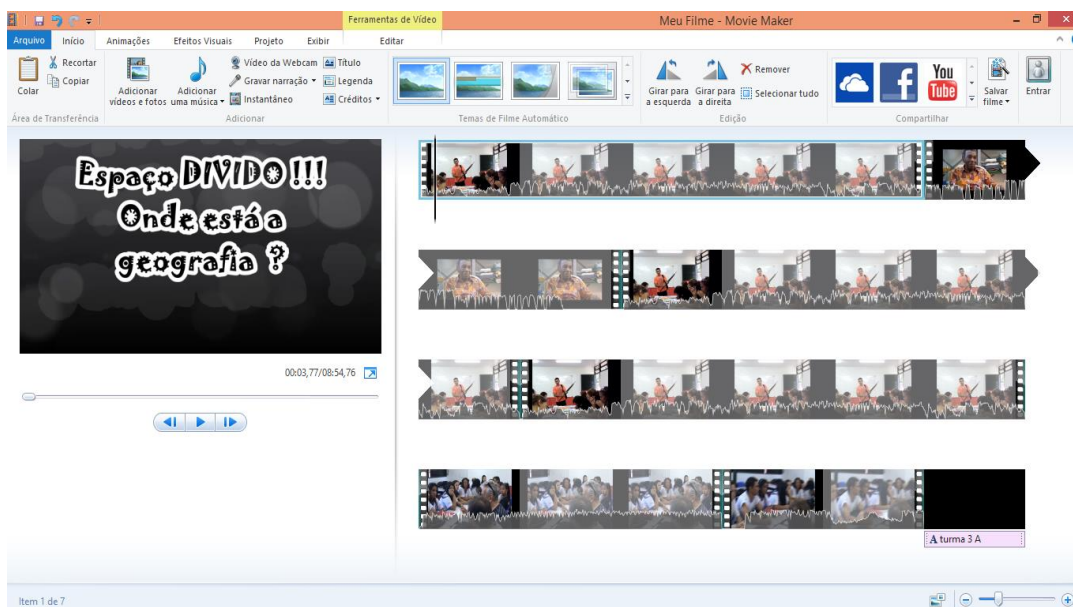 Ferramentas de Vídeo
Meu Filme - Movie Maker
Arquivo Início Animações Efeitos Visuais Projeto Exibir Editar
Colar
Recortar
Copiar
Área de Transferência
Adicionar vídeos e fotos
Adicionar uma música
Vídeo da Webcam
Gravar narração
Instantâneo
Título
Legenda
Créditos
Adicionar
Temas de Filme Automático
Girar para a esquerda
Girar para a direita
Remover
Selecionar tudo
Edição
f
You
Tube
Compartilhar
Salvar filme
Entrar
Espaço DIVIDO !!!
Onde está a
geografia ?
00:03,77/08:54,76
A turma 3 A
Item 1 de 7